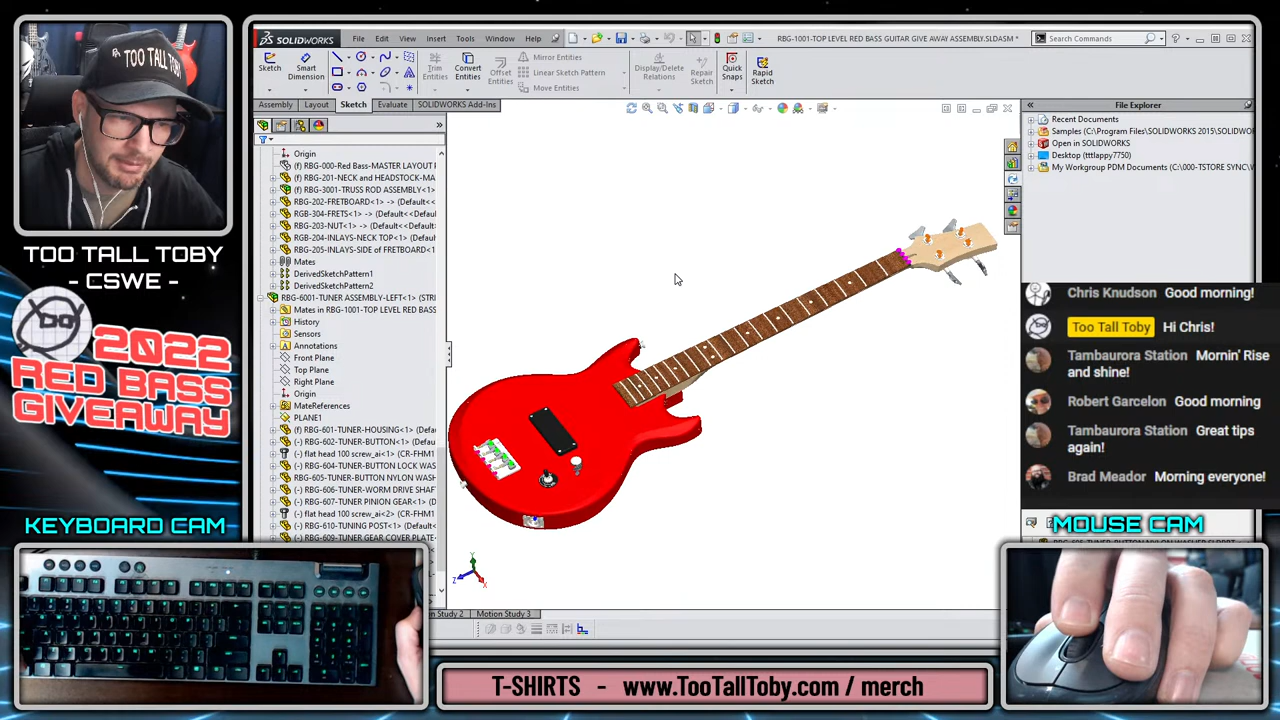 TOO TALL TOBY
TOO TALL TOBY
- CSWE -
2022
RED BASS
GIVEAWAY
KEYBOARD CAM
SOLIDWORKS
File Edit View Insert Tools Window Help
RBG-1001-TOP LEVEL RED BASS GUITAR GIVE AWAY ASSEMBLY.SLDASM *
Search Commands
Sketch
Smart Dimension
Trim Entities
Convert Entities
Offset Entities
Mirror Entities
Linear Sketch Pattern
Move Entities
Display/Delete Relations
Repair Sketch
Quick Snaps
Rapid Sketch
Assembly Layout Sketch Evaluate SOLIDWORKS Add-Ins
Origin
(f) RBG-000-Red Bass-MASTER LAYOUT
RBG-201-NECK and HEADSTOCK-MA
(f) RBG-3001-TRUSS ROD ASSEMBLY<1>
RBG-202-FRETBOARD<1> -> (Default
RGB-304-FRETS<1> -> (Default<<Defau
RBG-203-NUT<1> -> (Default<<Default
RGB-204-INLAYS-NECK TOP<1> -> (Def
RBG-205-INLAYS-SIDE of FRETBOARD<1
Mates
DerivedSketchPattern1
DerivedSketchPattern2
RBG-6001-TUNER ASSEMBLY-LEFT<1> (STRI
Mates in RBG-1001-TOP LEVEL RED BAS
History
Sensors
Annotations
Front Plane
Top Plane
Right Plane
Origin
MateReferences
PLANE1
(f) RBG-601-TUNER-HOUSING<1> (Defa
(-) RBG-602-TUNER-BUTTON<1> (Defau
(-) flat head 100 screw_ai<1> (CR-FHM1
(-) RBG-604-TUNER-BUTTON LOCK WAS
RBG-605-TUNER-BUTTON NYLON WASH
(-) RBG-606-TUNER-WORM DRIVE SHAF
(-) RBG-607-TUNER PINION GEAR<1> (D
(-) flat head 100 screw_ai<2> (CR-FHM1
(-) RBG-610-TUNING POST<1> (Default
RBG-609-TUNER GEAR COVER PLATE<
n Study 2 Motion Study 3
Y
Z
X
File Explorer
Recent Documents
Samples (C:\Program Files\SOLIDWORKS 2015\SOLIDWO
Open in SOLIDWORKS
Desktop (tttlappy7750)
My Workgroup PDM Documents (C:\000-TSTORE SYNC\W
Chris Knudson Good morning!
Too Tall Toby Hi Chris!
Tambaurora Station Mornin' Rise
and shine!
Robert Garcelon Good morning
Tambaurora Station Great tips
again!
Brad Meador Morning everyone!
MOUSE CAM
T-SHIRTS - www.TooTallToby.com / merch